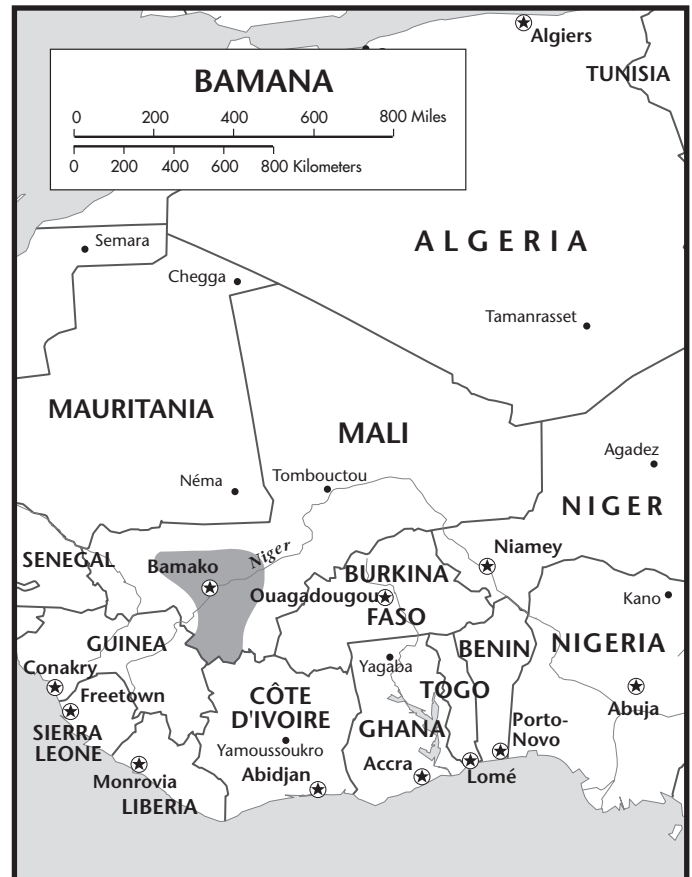 BAMANA
0 200 400 600 800 Miles
0 200 400 600 800 Kilometers
Algiers
TUNISIA
ALGERIA
Semara
Chegga
Tamanrasset
MAURITANIA
MALI
Agadez
Néma
Tombouctou
NIGER
SENEGAL
Bamako
Niger
Niamey
BURKINA
FASO
Ouagadougou
Kano
GUINEA
BENIN
NIGERIA
Conakry
Yagaba
Freetown
TOGO
Abuja
CÔTE
D'IVOIRE
SIERRA
LEONE
GHANA
Porto-
Novo
Yamoussoukro
Monrovia
Abidjan
Accra
Lomé
LIBERIA